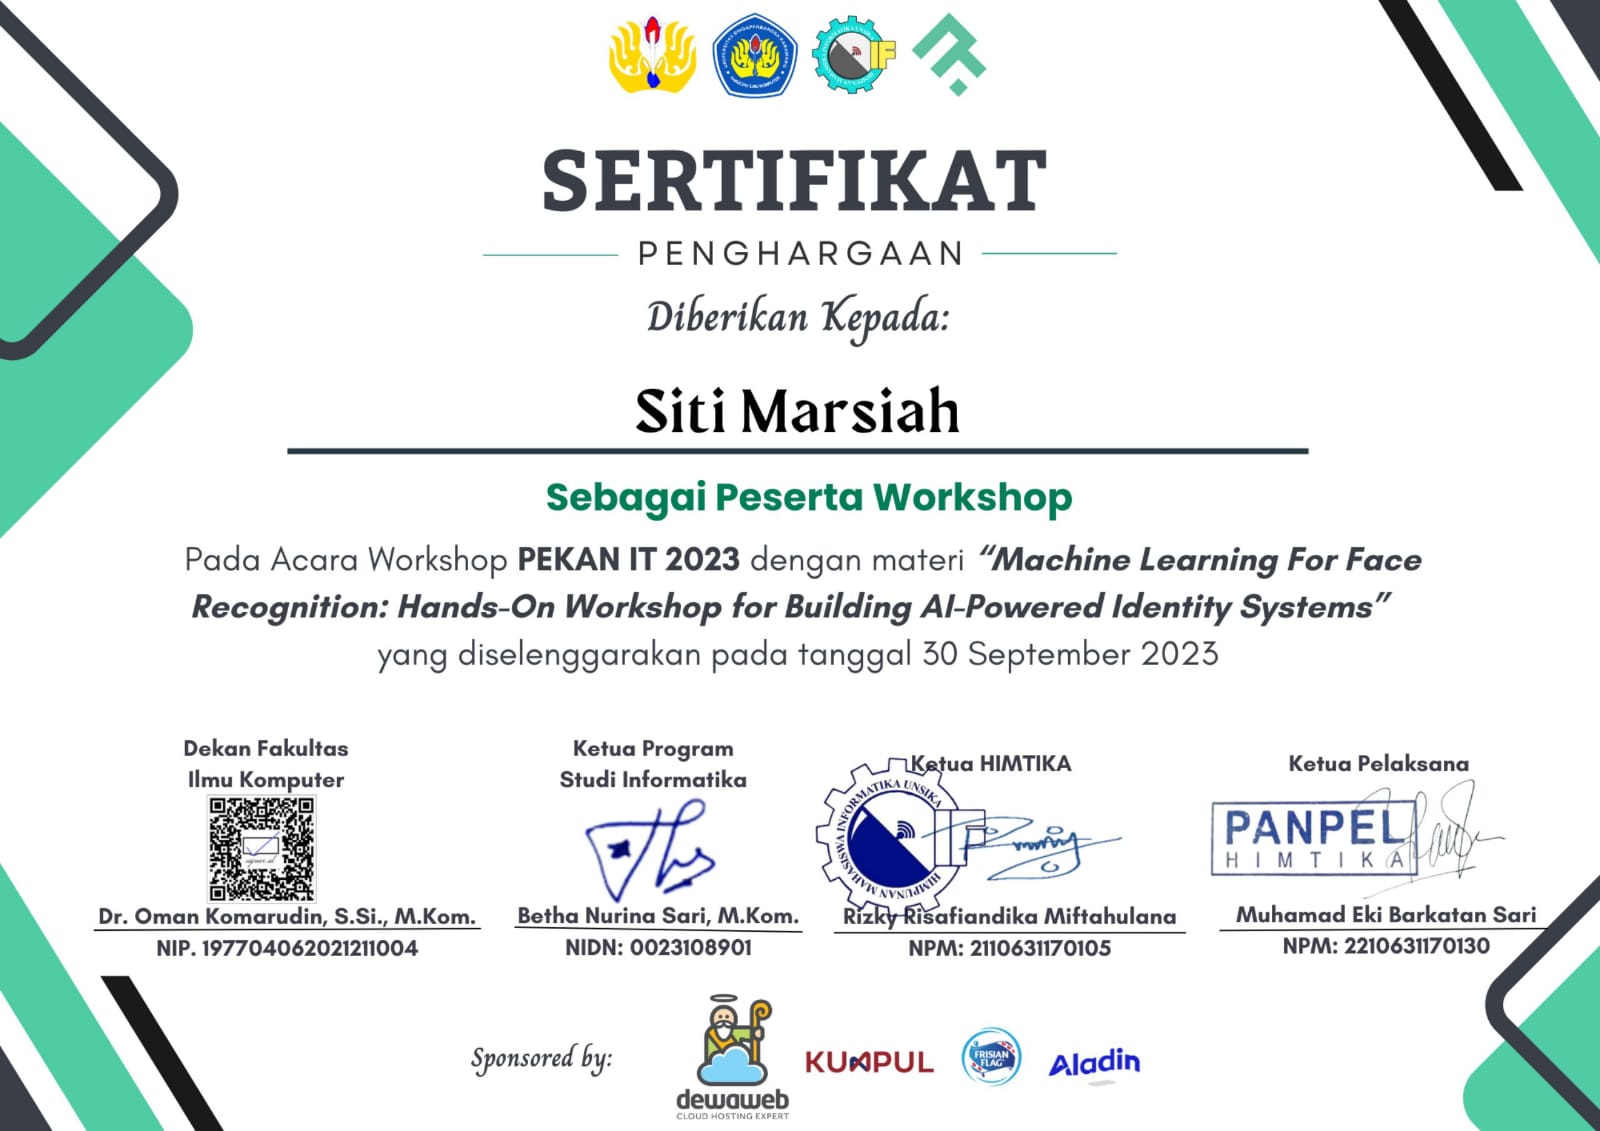 SERTIFIKAT
PENGHARGAAN
Diberikan Kepada:
Siti Marsiah
Sebagai Peserta Workshop
Pada Acara Workshop PEKAN IT 2023 dengan materi “Machine Learning For Face
Recognition: Hands-On Workshop for Building AI-Powered Identity Systems”
yang diselenggarakan pada tanggal 30 September 2023
Dekan Fakultas
Ilmu Komputer
Dr. Oman Komarudin, S.Si., M.Kom.
NIP. 197704062021211004
Ketua Program
Studi Informatika
Betha Nurina Sari, M.Kom.
NIDN: 0023108901
Ketua HIMTIKA
HIMPUNAN MAHASISWA INFORMATIKA UNSIKA
Rizky Risafiandika Miftahulana
NPM: 2110631170105
Ketua Pelaksana
PANPEL
HIMTIKA
Muhamad Eki Barkatan Sari
NPM: 2210631170130
Sponsored by:
dewaweb
CLOUD HOSTING EXPERT
KUMPUL
FRISIAN
FLAG
Aladin